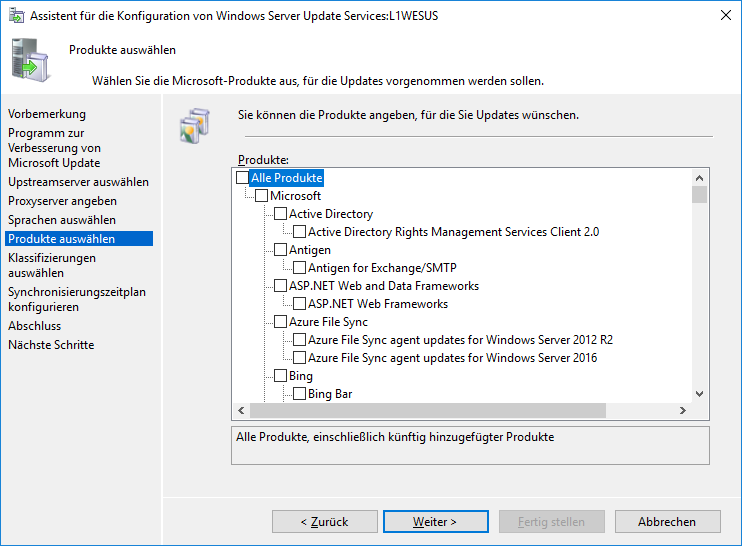 Assistent für die Konfiguration von Windows Server Update Services:L1WESUS
Produkte auswählen
Wählen Sie die Microsoft-Produkte aus, für die Updates vorgenommen werden sollen.
Vorbemerkung
Programm zur
Verbesserung von
Microsoft Update
Upstreamserver auswählen
Proxyserver angeben
Sprachen auswählen
Produkte auswählen
Klassifizierungen
auswählen
Synchronisierungszeitplan
konfigurieren
Abschluss
Nächste Schritte
Sie können die Produkte angeben, für die Sie Updates wünschen.
Produkte:
Alle Produkte
Microsoft
Active Directory
Active Directory Rights Management Services Client 2.0
Antigen
Antigen for Exchange/SMTP
ASP.NET Web and Data Frameworks
ASP.NET Web Frameworks
Azure File Sync
Azure File Sync agent updates for Windows Server 2012 R2
Azure File Sync agent updates for Windows Server 2016
Bing
Bing Bar
Alle Produkte, einschließlich künftig hinzugefügter Produkte
< Zurück
Weiter >
Fertig stellen
Abbrechen